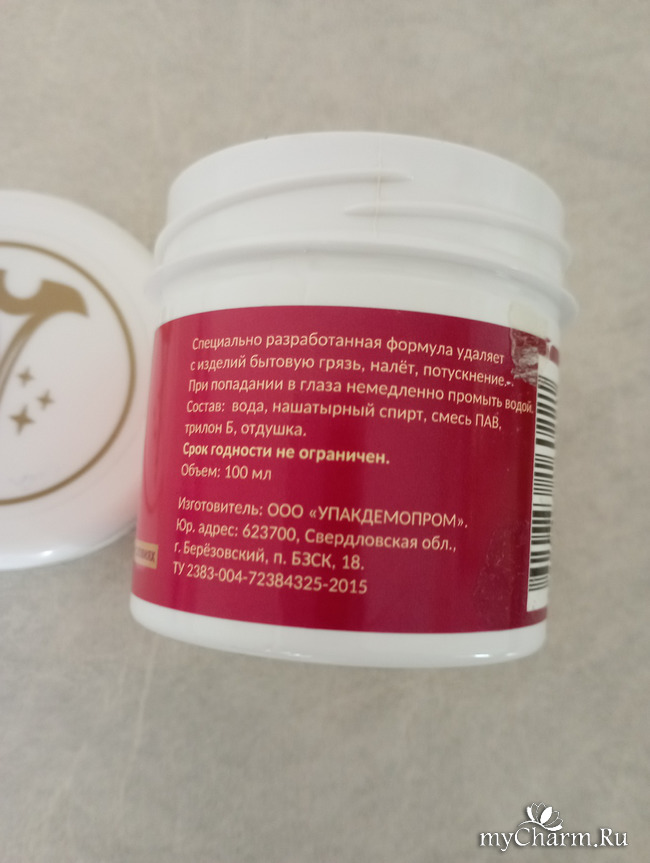 Специально разработанная формула удаляет
с изделий бытовую грязь, налёт, потускнение.
При попадании в глаза немедленно промыть водой.
Состав: вода, нашатырный спирт, смесь ПАВ,
трилон Б, отдушка.
Срок годности не ограничен.
Объем: 100 мл
Изготовитель: ООО «УПАКДЕМОПРОМ».
Юр. адрес: 623700, Свердловская обл.,
г. Берёзовский, п. БЗСК, 18.
ТУ 2383-004-72384325-2015
myCharm.Ru